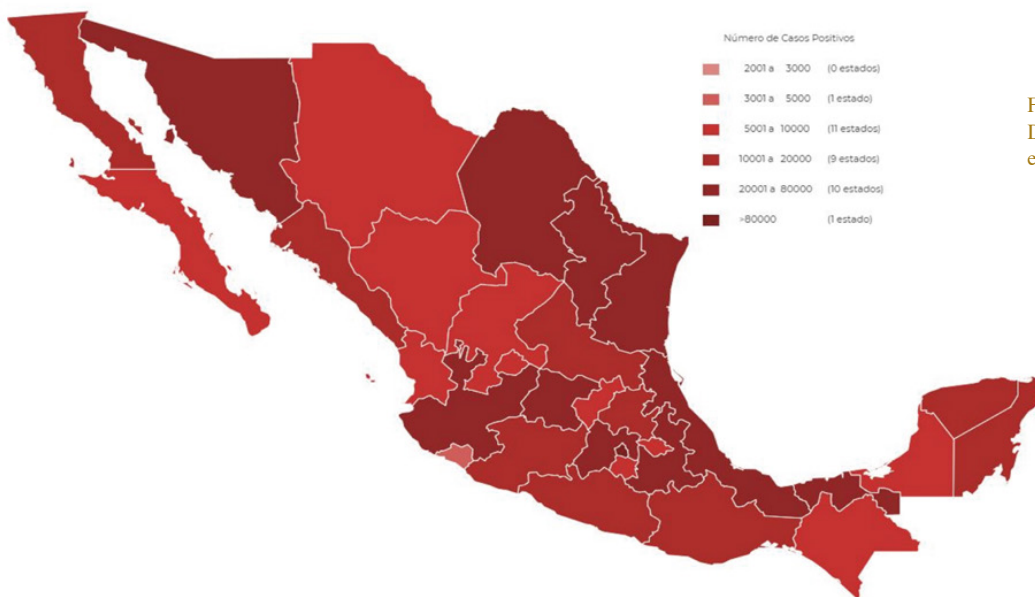 Número de Casos Positivos
2001 a 3000 (0 estados)
3001 a 5000 (1 estado)
5001 a 10000 (11 estados)
10001 a 20000 (9 estados)
20001 a 80000 (10 estados)
>80000 (1 estado)
e